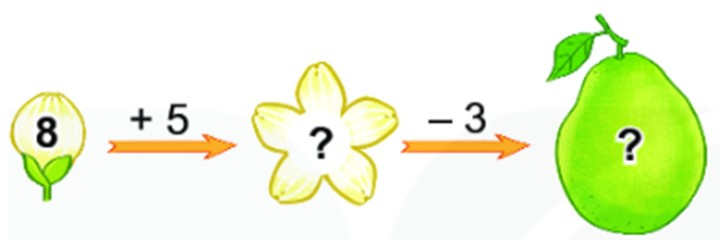 8 + 5 ? – 3 ?